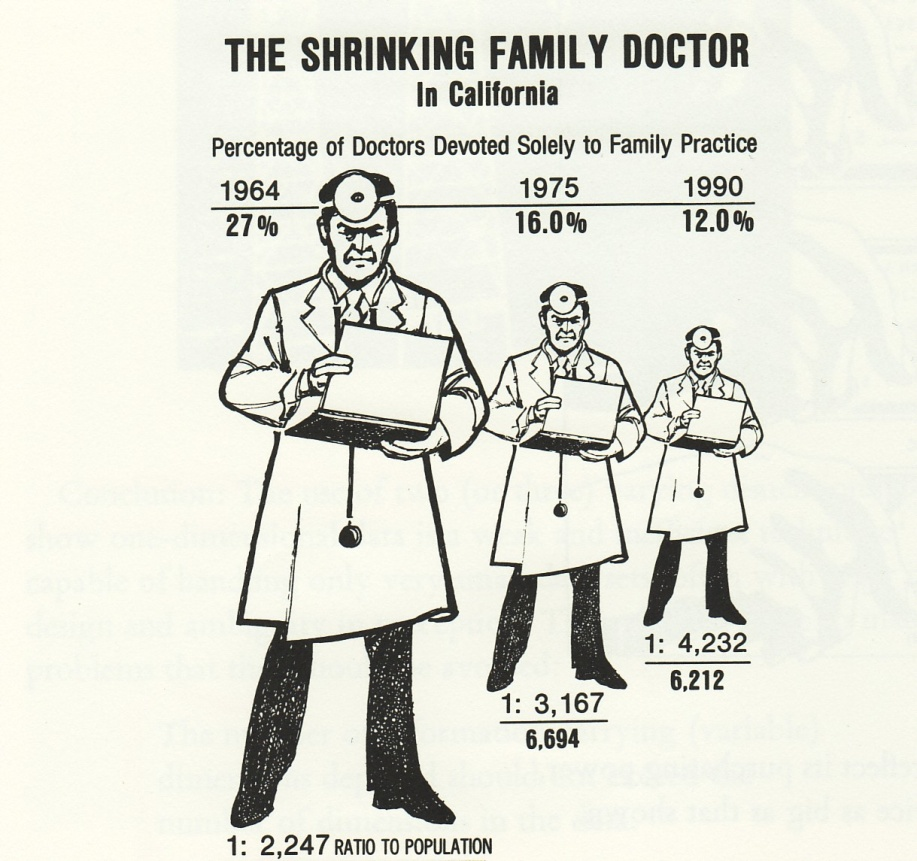 THE SHRINKING FAMILY DOCTOR
In California
Percentage of Doctors Devoted Solely to Family Practice
1964 1975 1990
27% 16.0% 12.0%
1: 4,232
6,212
1: 3,167
6,694
1: 2,247 RATIO TO POPULATION